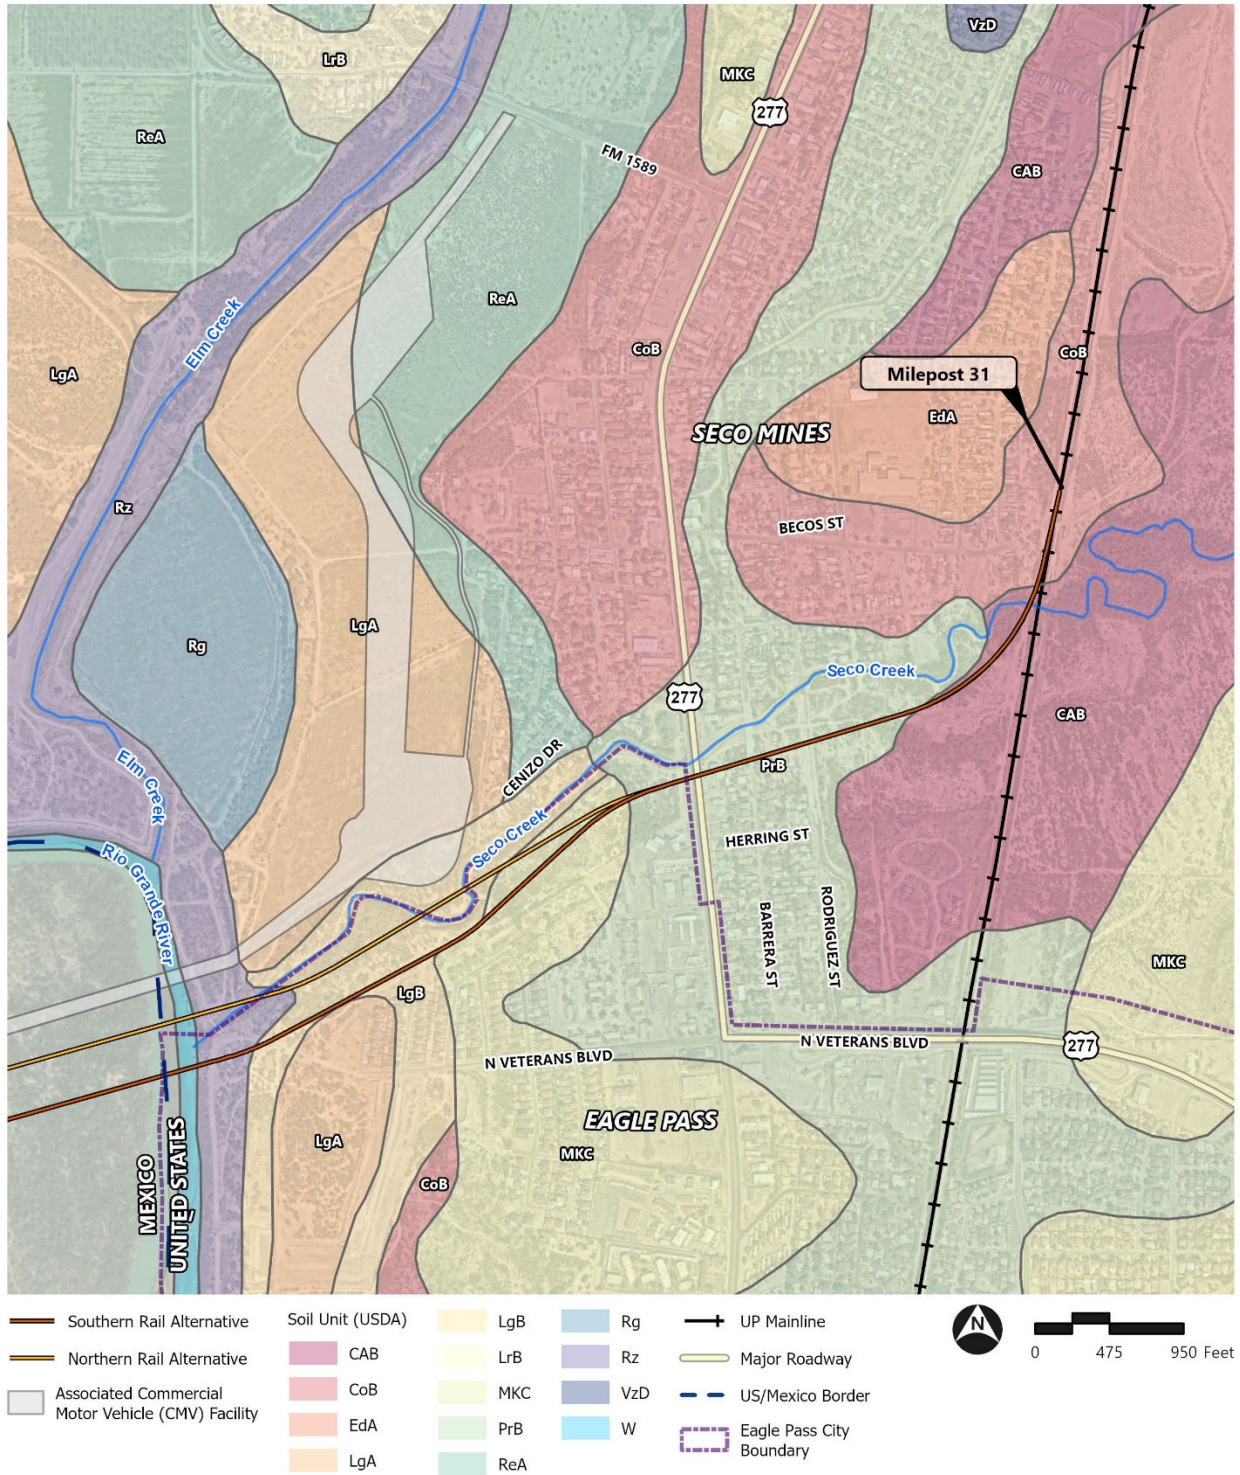 VzD
LrB
MKC
277
ReA
FM 1589
CAB
ReA
Elm Creek
CoB
CoB
LgA
Milepost 31
EdA
SECO MINES
Rz
BECOS ST
LgA
Rg
Seco Creek
277
CAB
Elm Creek
CENIZO DR
PrB
Seco Creek
HERRING ST
Rio Grande River
BARRERA ST
RODRIGUEZ ST
MKC
LgB
N VETERANS BLVD
277
N VETERANS BLVD
EAGLE PASS
LgA
MKC
MEXICO
UNITED STATES
CoB
Southern Rail Alternative
Northern Rail Alternative
Associated Commercial
Motor Vehicle (CMV) Facility
Soil Unit (USDA)
CAB
CoB
EdA
LgA
LgB
LrB
MKC
PrB
ReA
Rg
Rz
VzD
W
UP Mainline
Major Roadway
US/Mexico Border
Eagle Pass City
Boundary
N
0 475 950 Feet